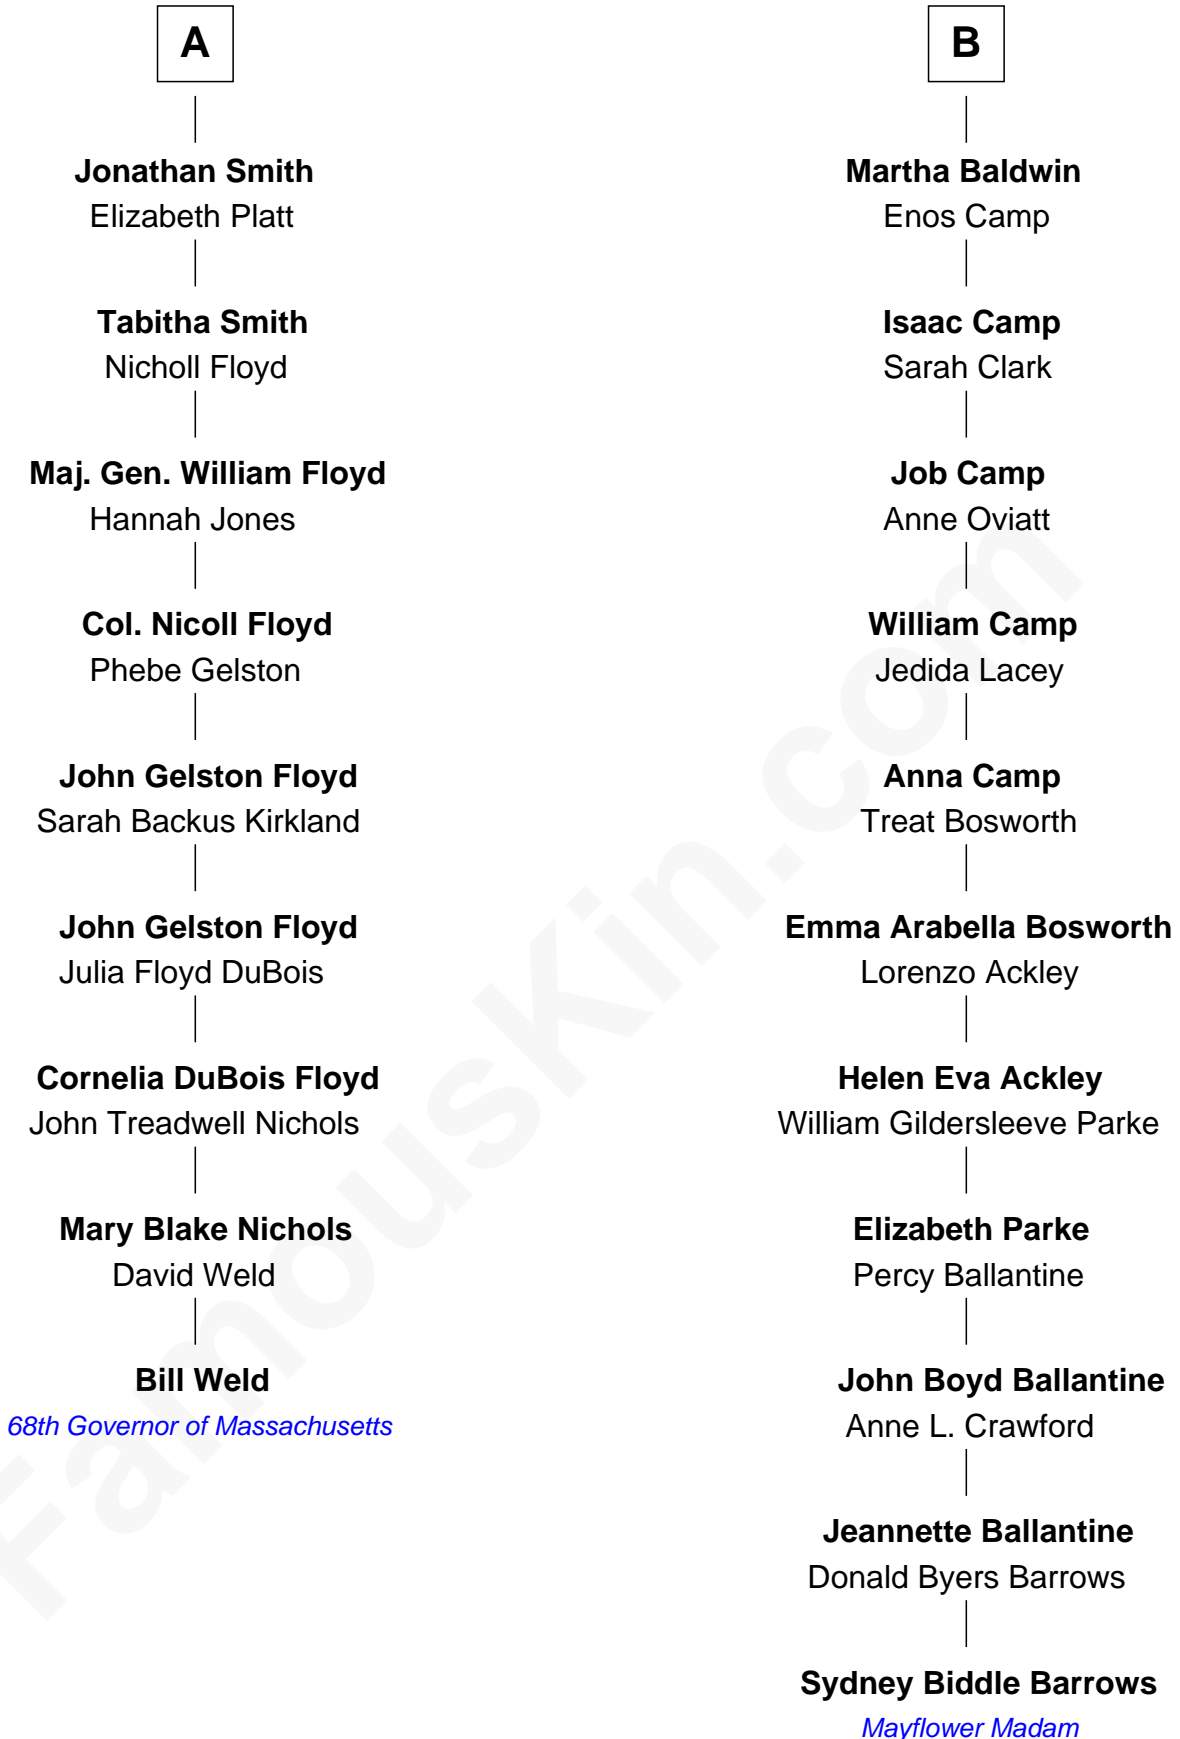 A
Jonathan Smith
Elizabeth Platt
Tabitha Smith
Nicholl Floyd
Maj. Gen. William Floyd
Hannah Jones
Col. Nicoll Floyd
Phebe Gelston
John Gelston Floyd
Sarah Backus Kirkland
John Gelston Floyd
Julia Floyd DuBois
Cornelia DuBois Floyd
John Treadwell Nichols
Mary Blake Nichols
David Weld
Bill Weld
68th Governor of Massachusetts
B
Martha Baldwin
Enos Camp
Isaac Camp
Sarah Clark
Job Camp
Anne Oviatt
William Camp
Jedida Lacey
Anna Camp
Treat Bosworth
Emma Arabella Bosworth
Lorenzo Ackley
Helen Eva Ackley
William Gildersleeve Parke
Elizabeth Parke
Percy Ballantine
John Boyd Ballantine
Anne L. Crawford
Jeannette Ballantine
Donald Byers Barrows
Sydney Biddle Barrows
Mayflower Madam
FamousKin.com